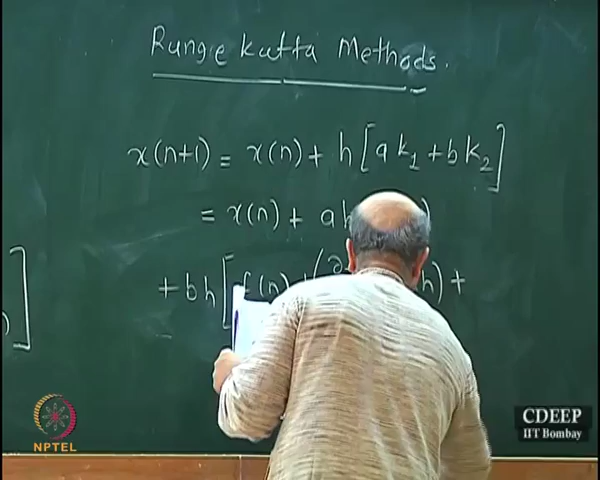 Runge Kutta Methods.
x(n+1) = x(n) + h[a k₁ + b k₂]
= x(n) + a h )
+ b h [ f(n) + (∂ h) +
]
)
NPTEL
CDEEP
IIT Bombay